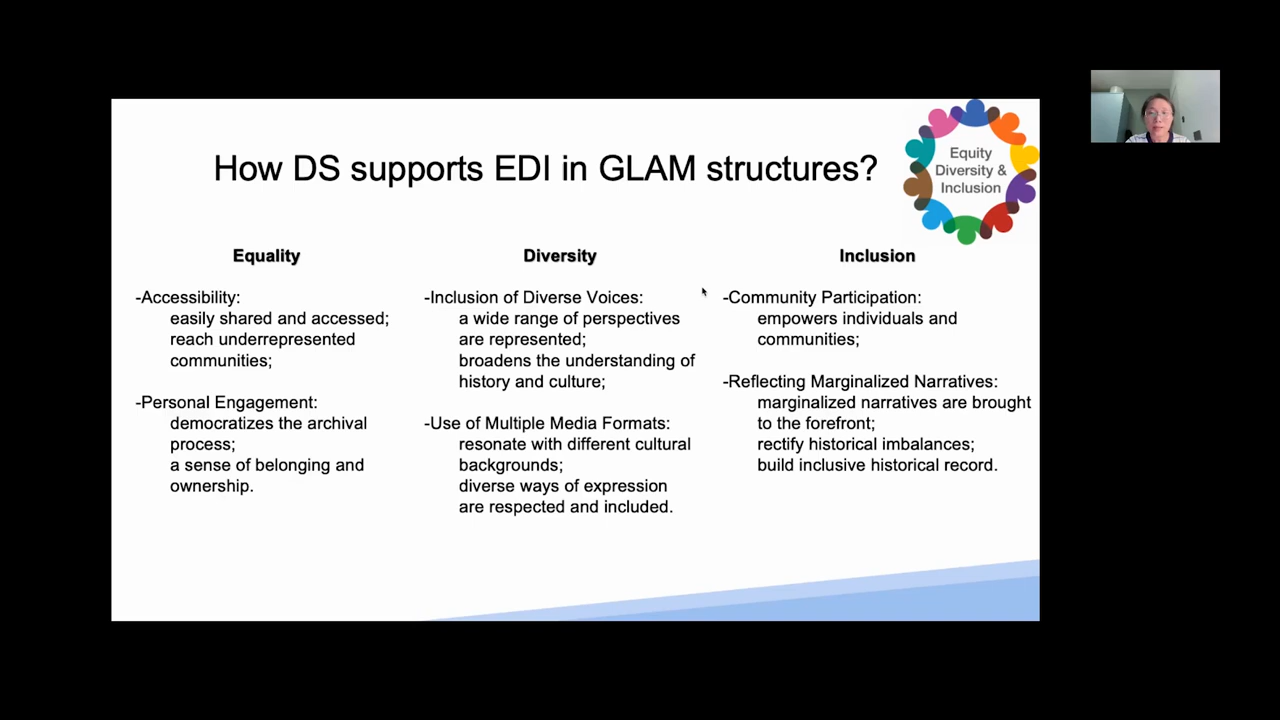 How DS supports EDI in GLAM structures?
Equity
Diversity &
Inclusion
Equality
-Accessibility:
easily shared and accessed;
reach underrepresented
communities;
-Personal Engagement:
democratizes the archival
process;
a sense of belonging and
ownership.
Diversity
-Inclusion of Diverse Voices:
a wide range of perspectives
are represented;
broadens the understanding of
history and culture;
-Use of Multiple Media Formats:
resonate with different cultural
backgrounds;
diverse ways of expression
are respected and included.
Inclusion
-Community Participation:
empowers individuals and
communities;
-Reflecting Marginalized Narratives:
marginalized narratives are brought
to the forefront;
rectify historical imbalances;
build inclusive historical record.